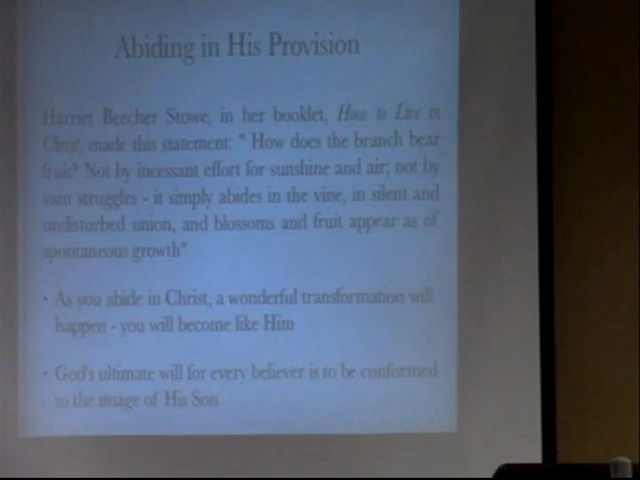 Abiding in His Provision
Harriet Beecher Stowe, in her booklet, How to Live in
Christ, made this statement: " How does the branch bear
fruit? Not by incessant effort for sunshine and air; not by
vain struggles - it simply abides in the vine, in silent and
undisturbed union, and blossoms and fruit appear as of
spontaneous growth"
• As you abide in Christ, a wonderful transformation will
happen - you will become like Him
• God's ultimate will for every believer is to be conformed
to the image of His Son